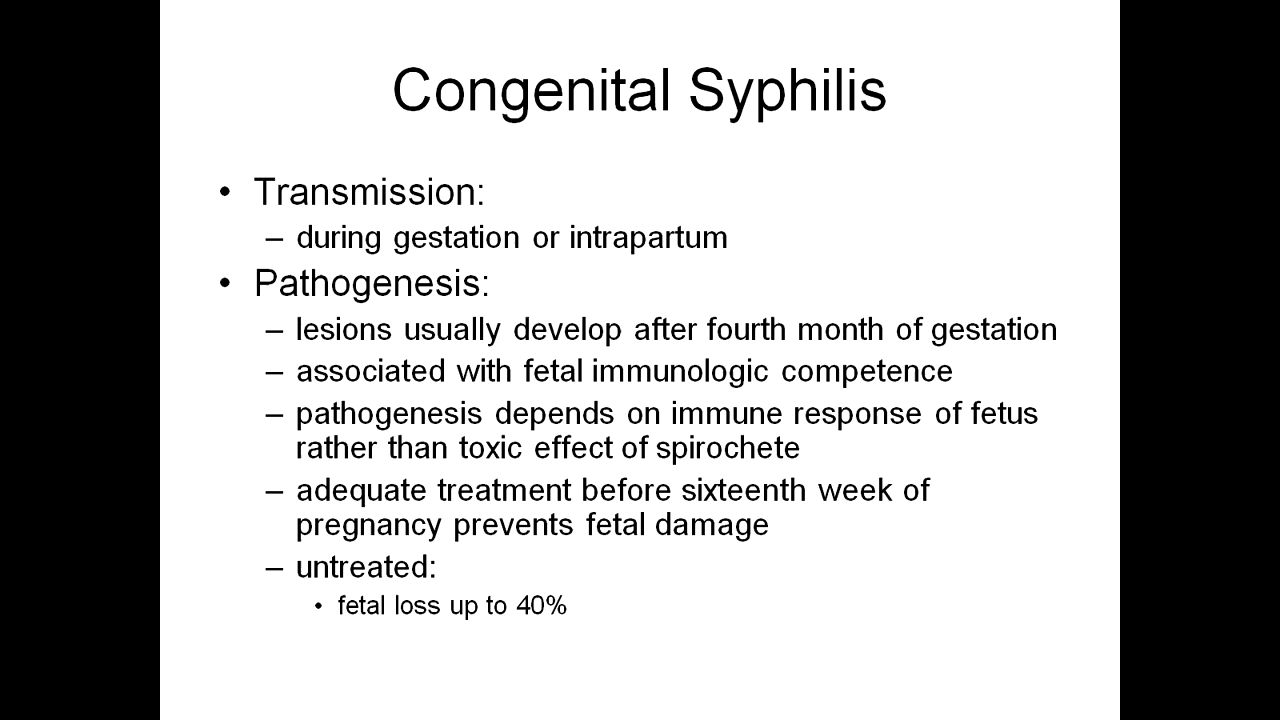 Congenital Syphilis
• Transmission:
– during gestation or intrapartum
• Pathogenesis:
– lesions usually develop after fourth month of gestation
– associated with fetal immunologic competence
– pathogenesis depends on immune response of fetus
rather than toxic effect of spirochete
– adequate treatment before sixteenth week of
pregnancy prevents fetal damage
– untreated:
• fetal loss up to 40%